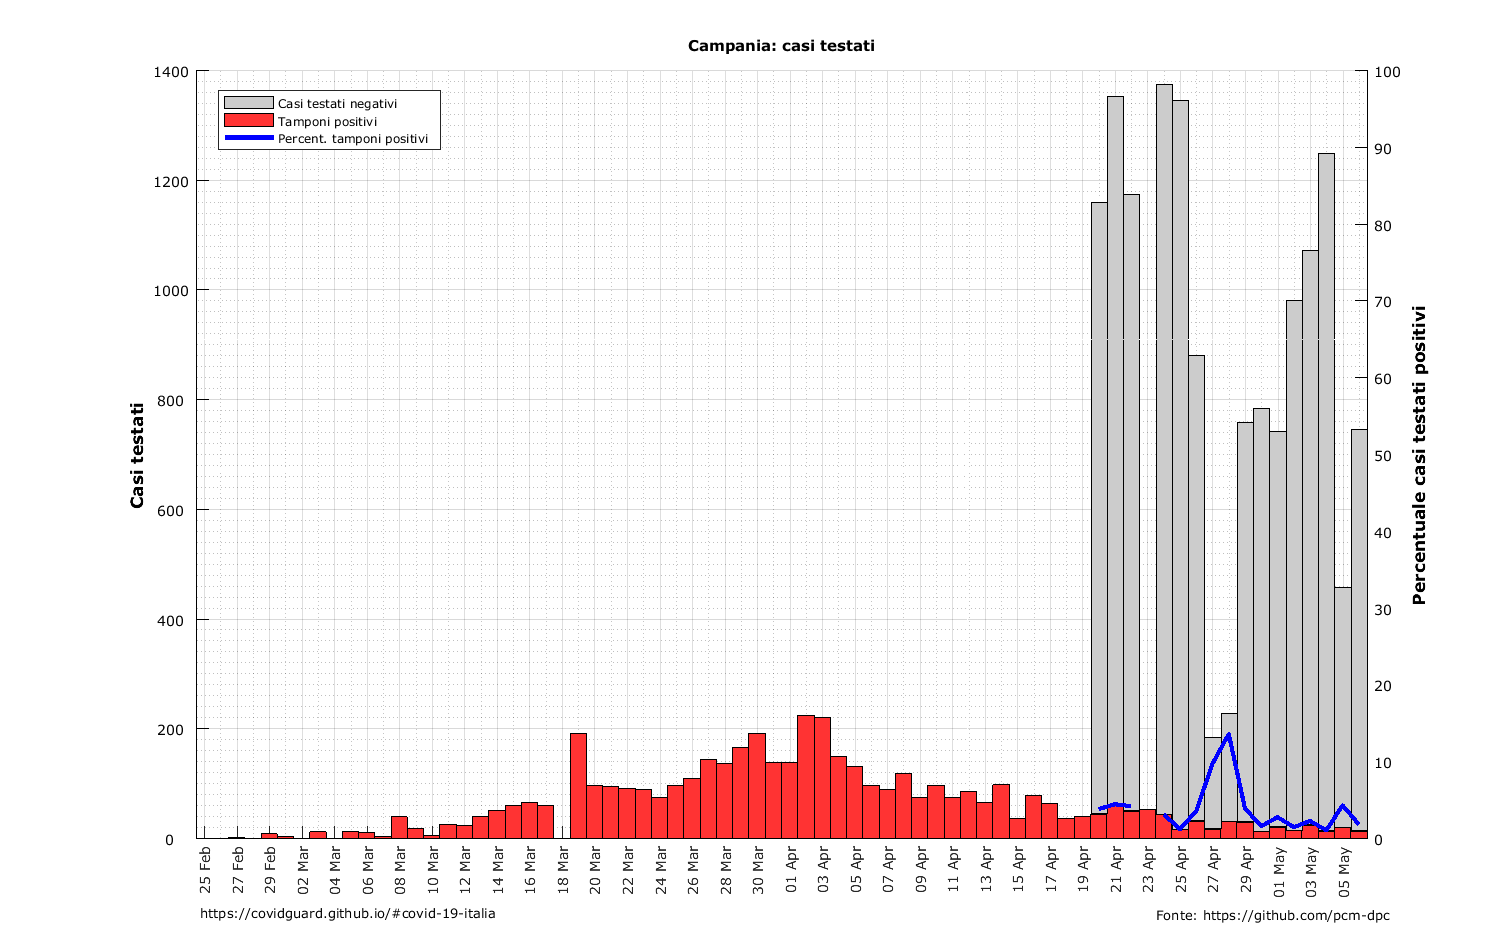 Campania: casi testati
Casi testati negativi
Tamponi positivi
Percent. tamponi positivi
Casi testati
1400
1200
1000
800
600
400
200
0
100
90
80
70
60
50
40
30
20
10
0
Percentuale casi testati positivi
25 Feb
27 Feb
29 Feb
02 Mar
04 Mar
06 Mar
08 Mar
10 Mar
12 Mar
14 Mar
16 Mar
18 Mar
20 Mar
22 Mar
24 Mar
26 Mar
28 Mar
30 Mar
01 Apr
03 Apr
05 Apr
07 Apr
09 Apr
11 Apr
13 Apr
15 Apr
17 Apr
19 Apr
21 Apr
23 Apr
25 Apr
27 Apr
29 Apr
01 May
03 May
05 May
https://covidguard.github.io/#covid-19-italia
Fonte: https://github.com/pcm-dpc